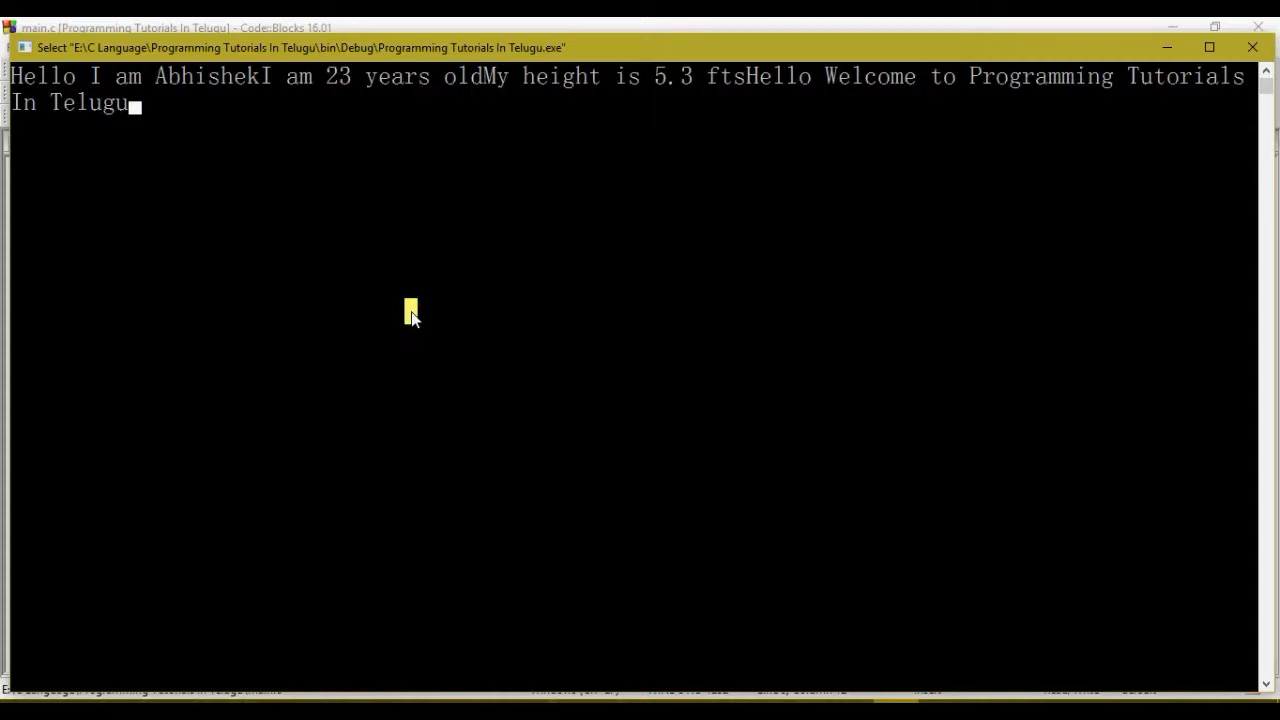 main.c [Programming Tutorials In Telugu] - Code::Blocks 16.01
Select "E:\C Language\Programming Tutorials In Telugu\bin\Debug\Programming Tutorials In Telugu.exe"
Hello I am AbhishekI am 23 years oldMy height is 5.3 ftsHello Welcome to Programming Tutorials
In Telugu